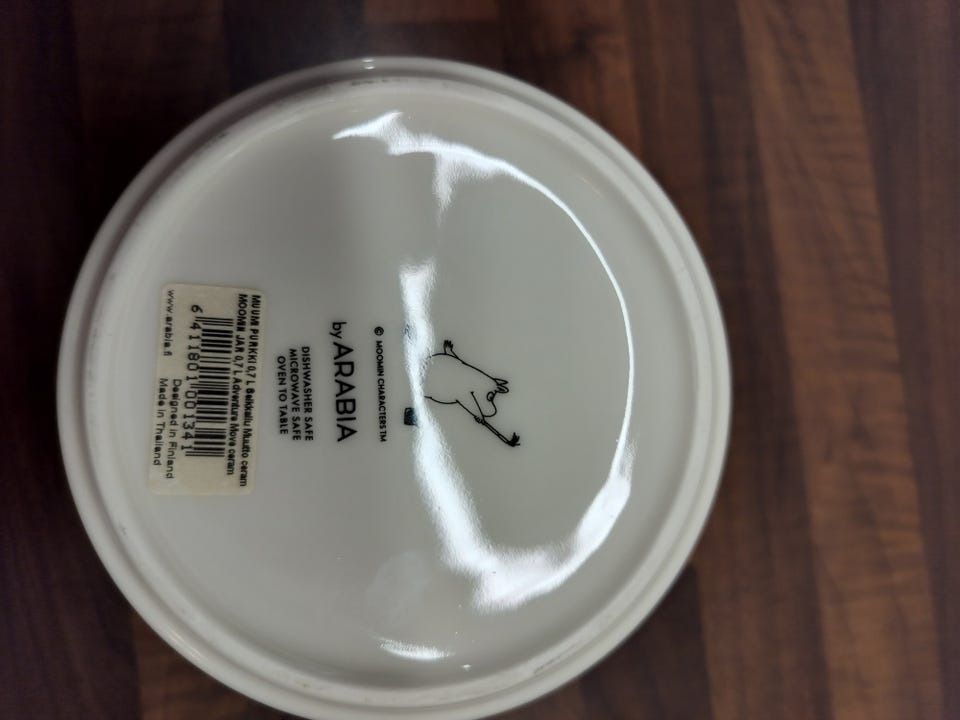 © MOOMIN CHARACTERS TM
by ARABIA
DISHWASHER SAFE
MICROWAVE SAFE
OVEN TO TABLE
MUUMI PURKKI 0,7 L Seikkailu Muutto ceram
MOOMIN JAR 0,7 L Adventure Move ceram
6 411801 001341
Designed in Finland
www.arabia.fi Made in Thailand